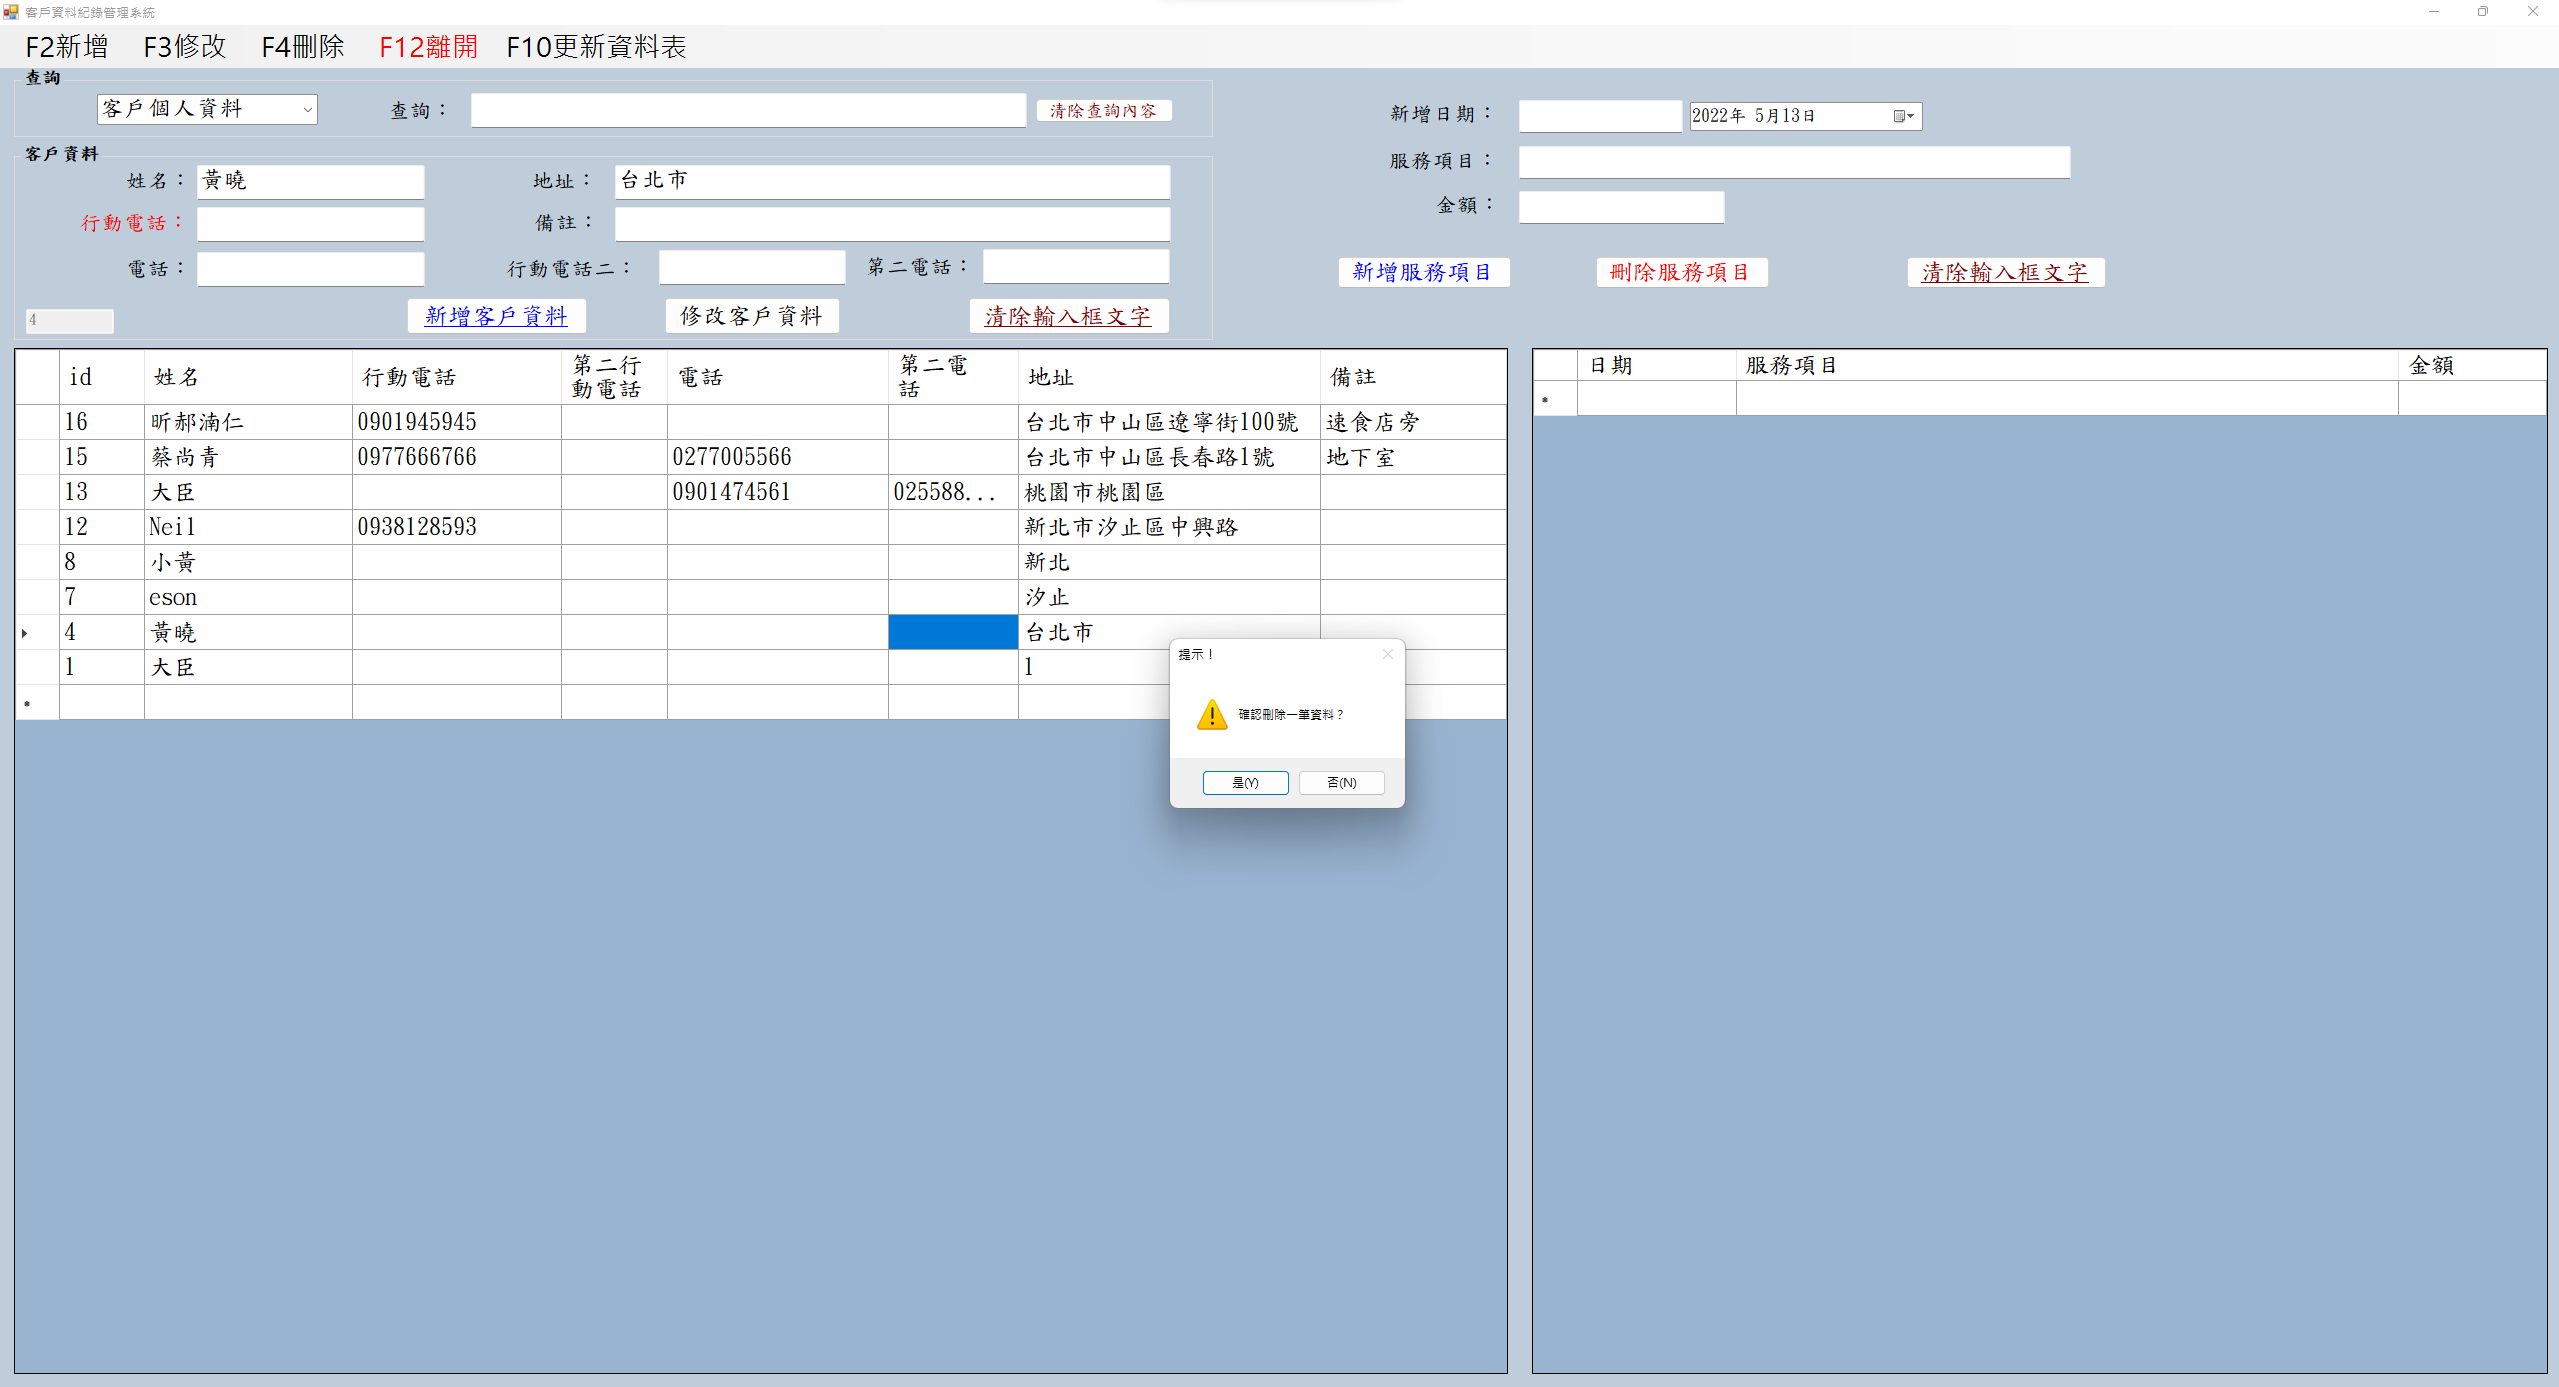 客戶資料紀錄管理系統
F2新增 F3修改 F4刪除 F12離開 F10更新資料表
查詢
客戶個人資料 查詢： 清除查詢內容
客戶資料
姓名： 黃曉 地址： 台北市
行動電話： 備註：
電話： 行動電話二： 第二電話：
4 新增客戶資料 修改客戶資料 清除輸入框文字
新增日期： 2022年 5月13日
服務項目：
金額：
新增服務項目 刪除服務項目 清除輸入框文字
id 姓名 行動電話 第二行動電話 電話 第二電話 地址 備註
16 昕郝湳仁 0901945945 台北市中山區遼寧街100號 速食店旁
15 蔡尚青 0977666766 0277005566 台北市中山區長春路1號 地下室
13 大臣 0901474561 025588... 桃園市桃園區
12 Neil 0938128593 新北市汐止區中興路
8 小黃 新北
7 eson 汐止
4 黃曉 台北市
1 大臣 1
日期 服務項目 金額
提示！
確認刪除一筆資料？
是(Y) 否(N)